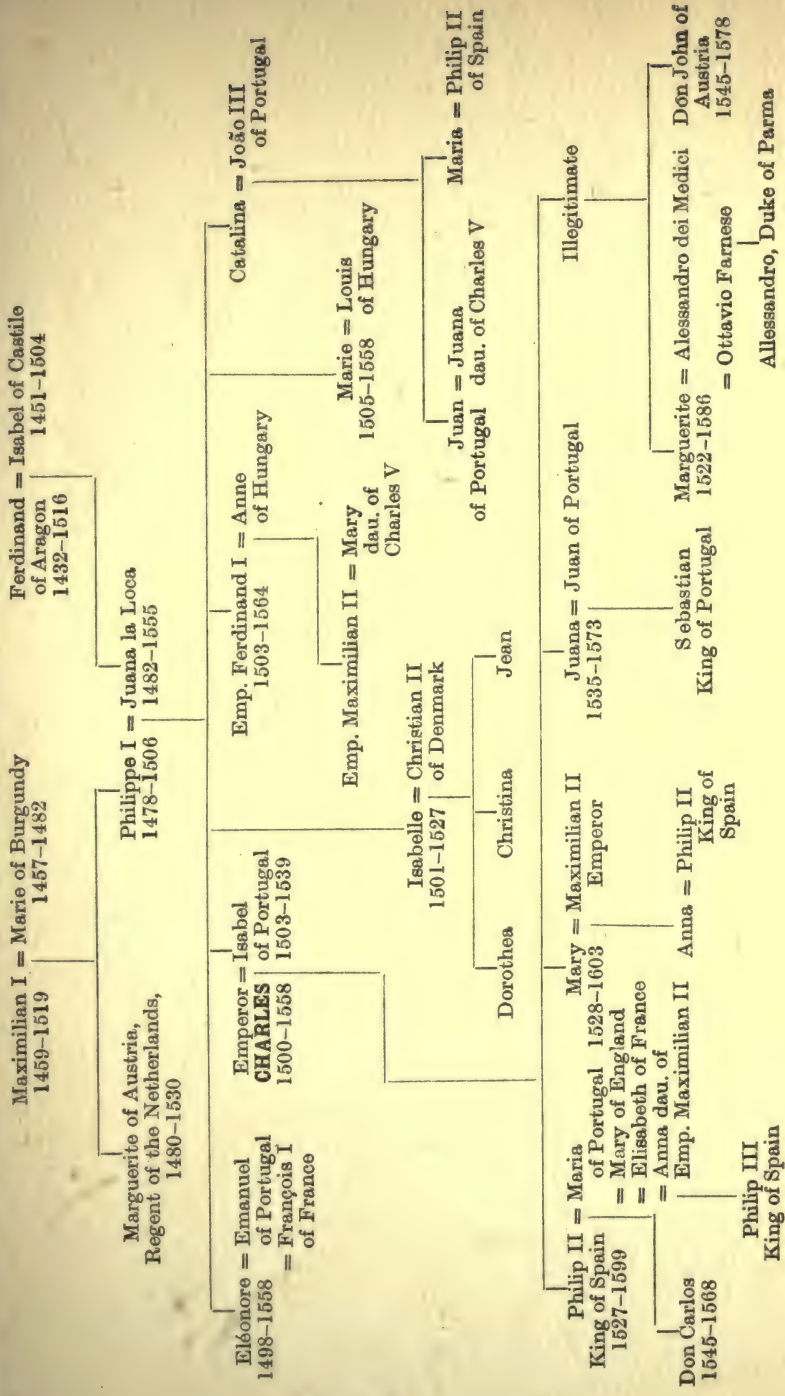 Maximilian I = Marie of Burgundy
1459–1519 1457–1482
Ferdinand = Isabel of Castile
of Aragon 1451–1504
1432–1516
Marguerite of Austria,
Regent of the Netherlands,
1480–1530
Philippe I = Juana la Loca
1478–1506 1482–1555
Eléonore = Emanuel
1498–1558 of Portugal
= François I
of France
Emperor = Isabel
CHARLES of Portugal
1500–1558 1503–1539
Isabelle = Christian II
1501–1527 of Denmark
Dorothea Christina Jean
Emp. Ferdinand I = Anne
1503–1564 of Hungary
Emp. Maximilian II = Mary
dau. of
Charles V
Marie = Louis
1505–1558 of Hungary
Catalina = João III
of Portugal
Juan = Juana
of Portugal dau. of Charles V
Maria = Philip II
of Spain
Philip II = Maria
King of Spain of Portugal
1527–1599 = Mary of England
= Elisabeth of France
= Anna dau. of
Emp. Maximilian II
Don Carlos
1545–1568
Philip III
King of Spain
Mary = Maximilian II
1528–1603 Emperor
Anna = Philip II
King of
Spain
Juana = Juan of Portugal
1535–1573
Sebastian
King of Portugal
Illegitimate
Marguerite = Alessandro dei Medici
1522–1586
= Ottavio Farnese
Allessandro, Duke of Parma
Don John of
Austria
1545–1578